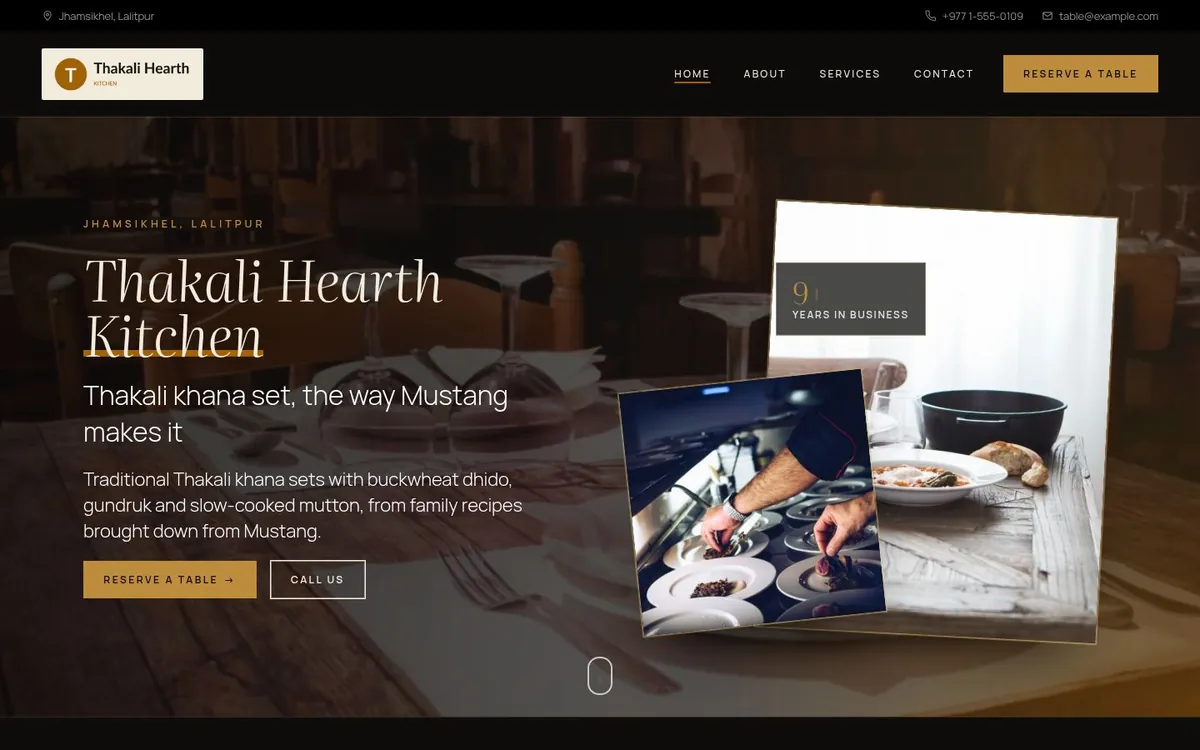 Jhamsikhel, Lalitpur
+977 1-555-0109
table@example.com
T
Thakali Hearth
KITCHEN
HOME
ABOUT
SERVICES
CONTACT
RESERVE A TABLE
JHAMSIKHEL, LALITPUR
Thakali Hearth
Kitchen
Thakali khana set, the way Mustang
makes it
Traditional Thakali khana sets with buckwheat dhido,
gundruk and slow-cooked mutton, from family recipes
brought down from Mustang.
RESERVE A TABLE →
CALL US
9
YEARS IN BUSINESS